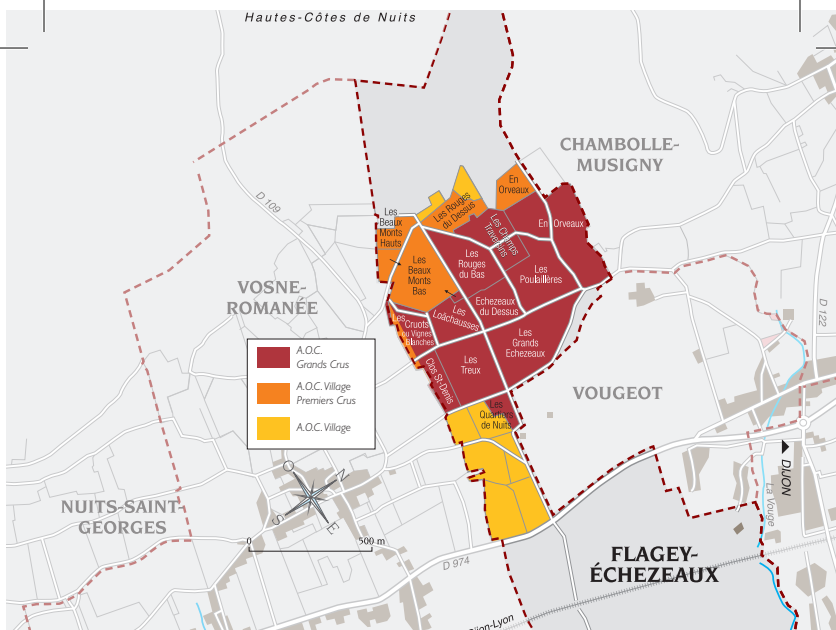 Hautes-Côtes de Nuits
CHAMBOLLE-
MUSIGNY
D 109
En
Orveaux
Les Rouges
du Dessus
Les
Beaux
Monts
Hauts
Les Champs
Traversins
En Orveaux
Les
Rouges
du Bas
Les
Beaux
Monts
Bas
Les
Poulaillères
VOSNE-
ROMANÉE
Echezeaux
du Dessus
Les
Loâchausses
Les
Cruots
ou Vignes
Blanches
Les
Grands
Echezeaux
D 122
A.O.C.
Grands Crus
A.O.C. Village
Premiers Crus
A.O.C. Village
Clos St-Denis
Les
Treux
VOUGEOT
Les
Quartiers
de Nuits
O
N
S
E
NUITS-SAINT-
GEORGES
DIJON
La Vouge
0
500 m
D 974
FLAGEY-
ÉCHEZEAUX
Dijon-Lyon